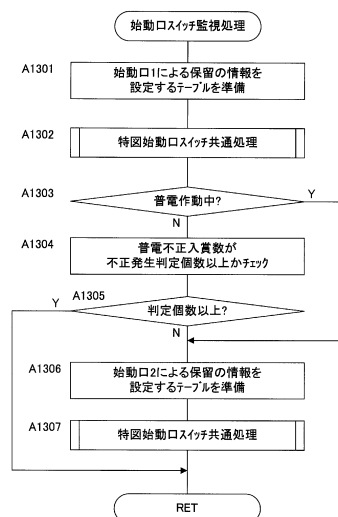 始動口スイッチ監視処理
A1301
始動口1による保留の情報を
設定するテーブルを準備
A1302
特図始動口スイッチ共通処理
A1303
普電作動中?
Y
N
A1304
普電不正入賞数が
不正発生判定個数以上かチェック
A1305
Y
判定個数以上?
N
A1306
始動口2による保留の情報を
設定するテーブルを準備
A1307
特図始動口スイッチ共通処理
RET